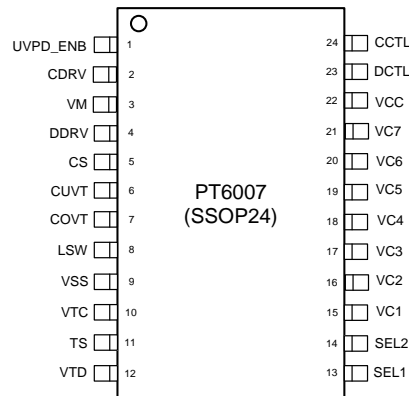 UVPD_ENB 1 24 CCTL
CDRV 2 23 DCTL
VM 3 22 VCC
DDRV 4 21 VC7
CS 5 20 VC6
CUVT 6 19 VC5
COVT 7 18 VC4
LSW 8 17 VC3
VSS 9 16 VC2
VTC 10 15 VC1
TS 11 14 SEL2
VTD 12 13 SEL1
PT6007
(SSOP24)